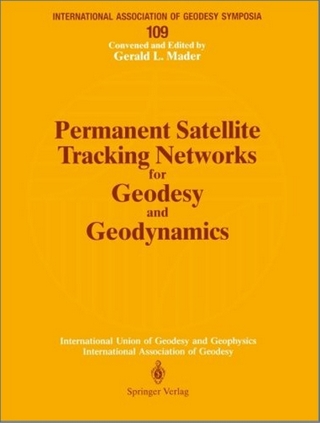 INTERNATIONAL ASSOCIATION OF GEODESY SYMPOSIA
109
Convened and Edited by
Gerald L. Mader
Permanent Satellite
Tracking Networks
for
Geodesy
and
Geodynamics
International Union of Geodesy and Geophysics
International Association of Geodesy
Springer Verlag